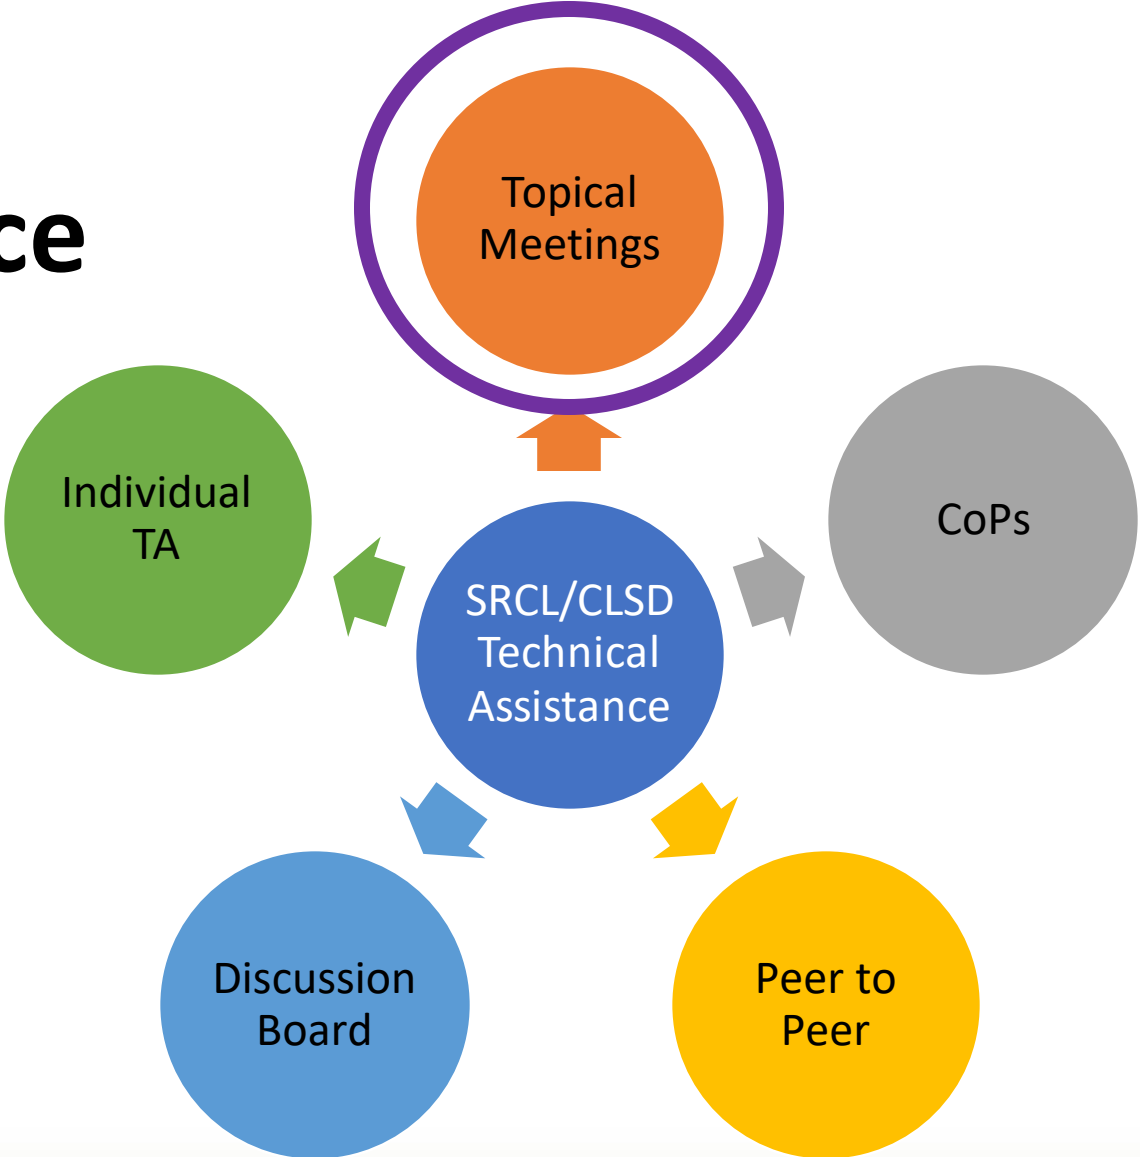 Topical
Meetings
ce
Individual
TA
CoPs
SRCL/CLSD
Technical
Assistance
Discussion
Board
Peer to
Peer